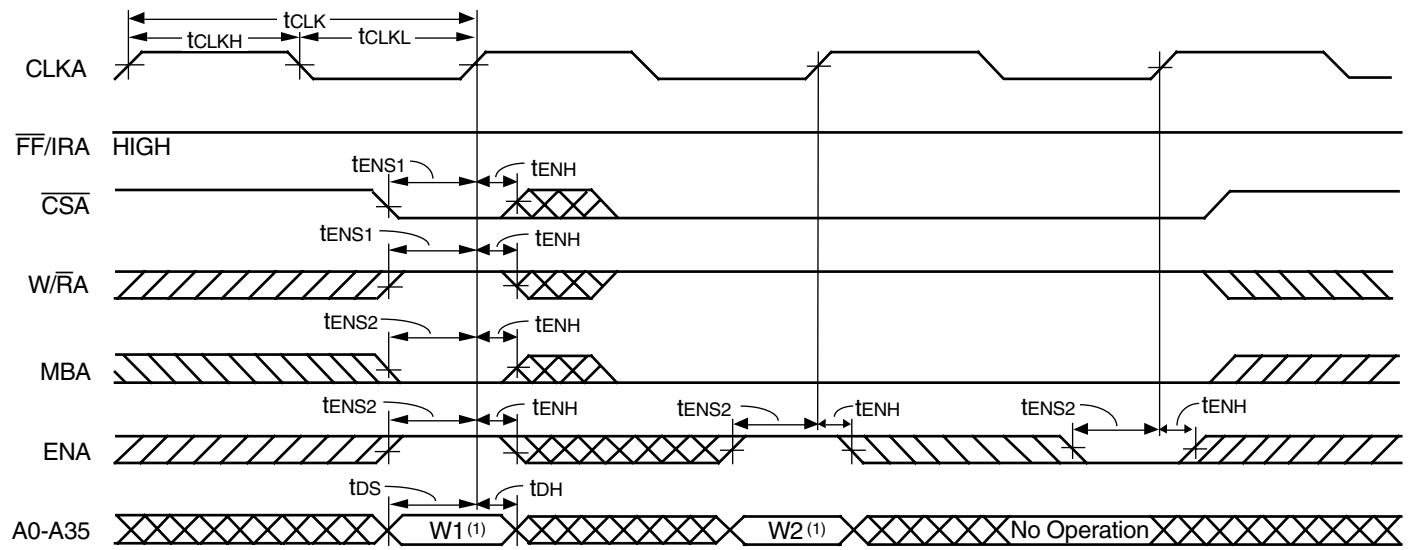 tCLK
tCLKH tCLKL
CLKA
FF/IRA HIGH
tENS1 tENH
CSA
tENS1 tENH
W/RA
tENS2 tENH
MBA
tENS2 tENH tENS2 tENH tENS2 tENH
ENA
tDS tDH
A0-A35 W1 (1) W2 (1) No Operation